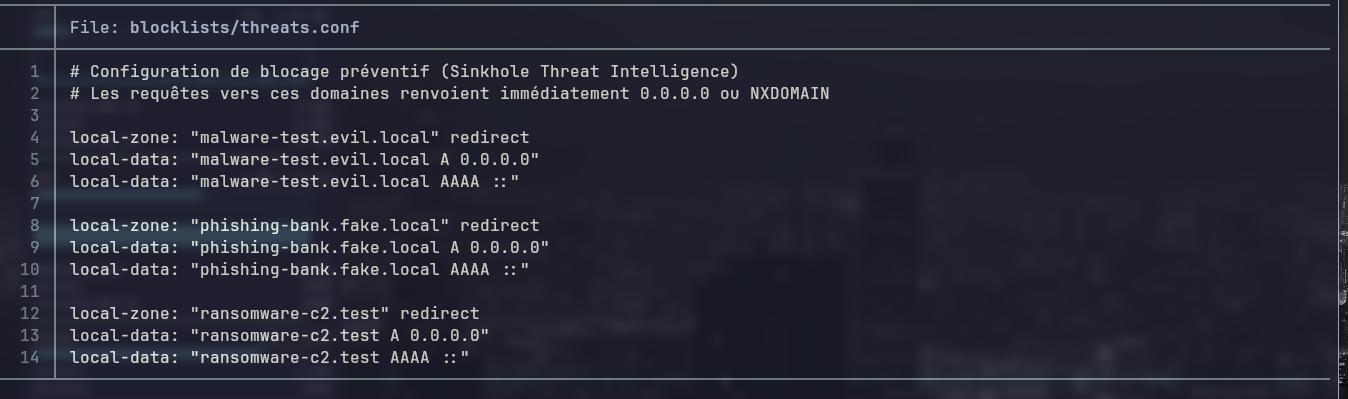 File: blocklists/threats.conf
1 # Configuration de blocage préventif (Sinkhole Threat Intelligence)
2 # Les requêtes vers ces domaines renvoient immédiatement 0.0.0.0 ou NXDOMAIN
3
4 local-zone: "malware-test.evil.local" redirect
5 local-data: "malware-test.evil.local A 0.0.0.0"
6 local-data: "malware-test.evil.local AAAA ::"
7
8 local-zone: "phishing-bank.fake.local" redirect
9 local-data: "phishing-bank.fake.local A 0.0.0.0"
10 local-data: "phishing-bank.fake.local AAAA ::"
11
12 local-zone: "ransomware-c2.test" redirect
13 local-data: "ransomware-c2.test A 0.0.0.0"
14 local-data: "ransomware-c2.test AAAA ::"